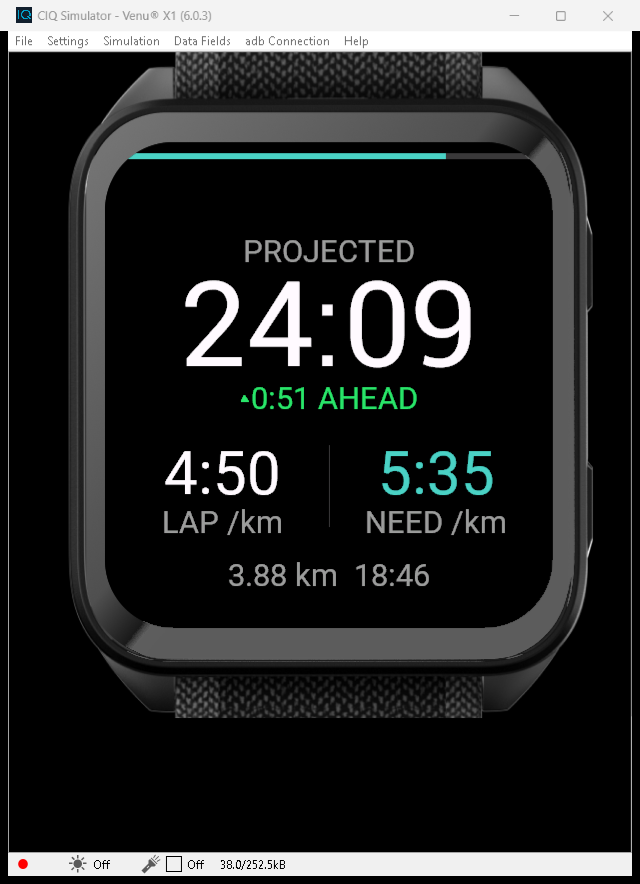 IQ CIQ Simulator - Venu® X1 (6.0.3)
File Settings Simulation Data Fields adb Connection Help
PROJECTED
24:09
▲0:51 AHEAD
4:50 5:35
LAP /km NEED /km
3.88 km 18:46
Off Off 38.0/252.5kB